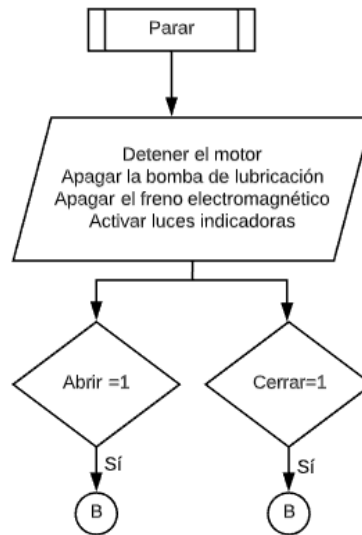 Parar
Detener el motor
Apagar la bomba de lubricación
Apagar el freno electromagnético
Activar luces indicadoras
Abrir =1
Cerrar=1
Sí
Sí
B
B